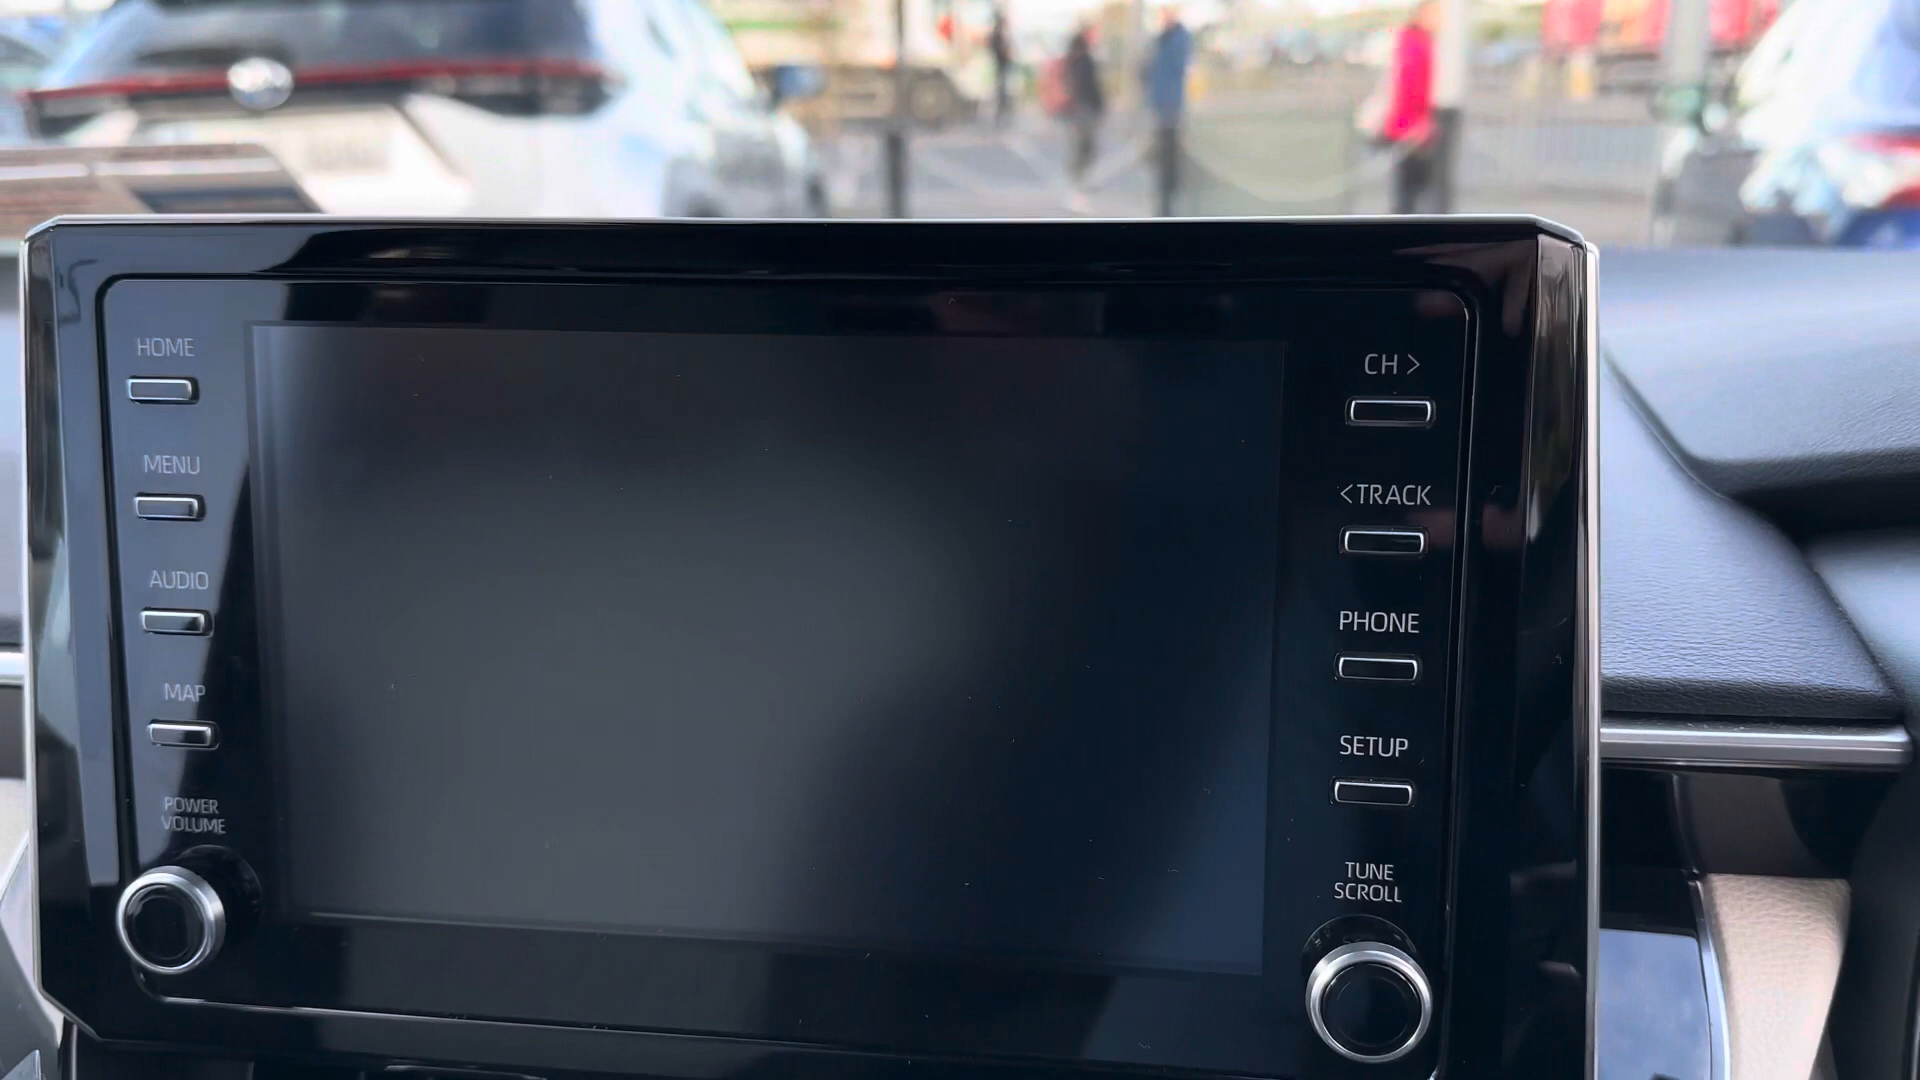 HOME
MENU
AUDIO
MAP
POWER
VOLUME
CH >
<TRACK
PHONE
SETUP
TUNE
SCROLL